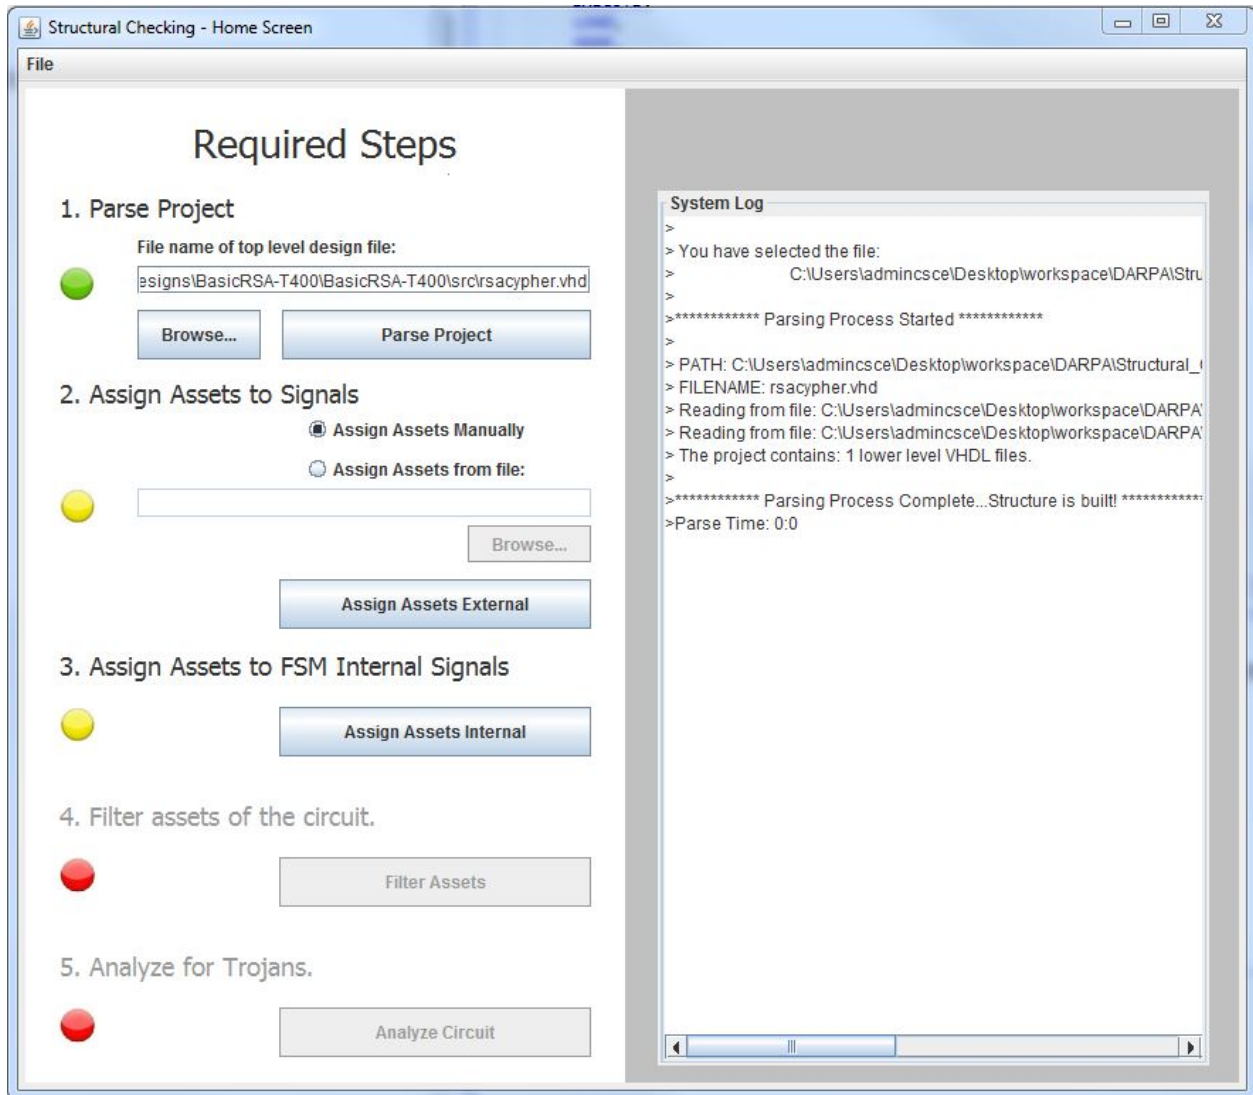 Structural Checking - Home Screen
File
Required Steps
1. Parse Project
File name of top level design file:
esigns\BasicRSA-T400\BasicRSA-T400\src\rsacypher.vhd
Browse...
Parse Project
2. Assign Assets to Signals
Assign Assets Manually
Assign Assets from file:
Browse...
Assign Assets External
3. Assign Assets to FSM Internal Signals
Assign Assets Internal
4. Filter assets of the circuit.
Filter Assets
5. Analyze for Trojans.
Analyze Circuit
System Log
>
> You have selected the file:
> C:\Users\admincsce\Desktop\workspace\DARPA\Stru
>
>************ Parsing Process Started ************
>
> PATH: C:\Users\admincsce\Desktop\workspace\DARPA\Structural_
> FILENAME: rsacypher.vhd
> Reading from file: C:\Users\admincsce\Desktop\workspace\DARPA\
> Reading from file: C:\Users\admincsce\Desktop\workspace\DARPA\
> The project contains: 1 lower level VHDL files.
>
>************ Parsing Process Complete...Structure is built! ************
>Parse Time: 0:0